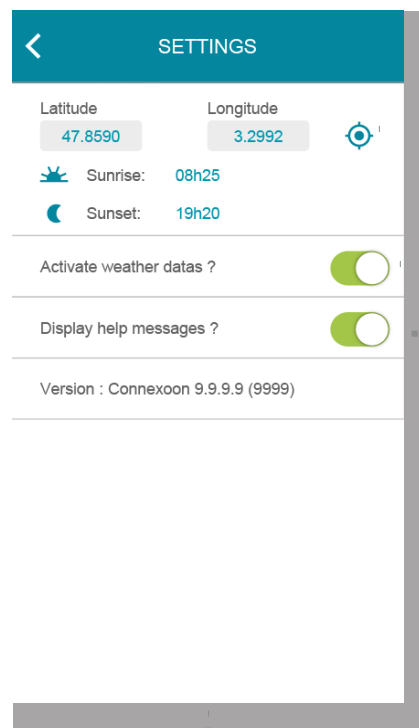 SETTINGS
Latitude Longitude
47.8590 3.2992
Sunrise: 08h25
Sunset: 19h20
Activate weather datas ?
Display help messages ?
Version : Connexoon 9.9.9.9 (9999)